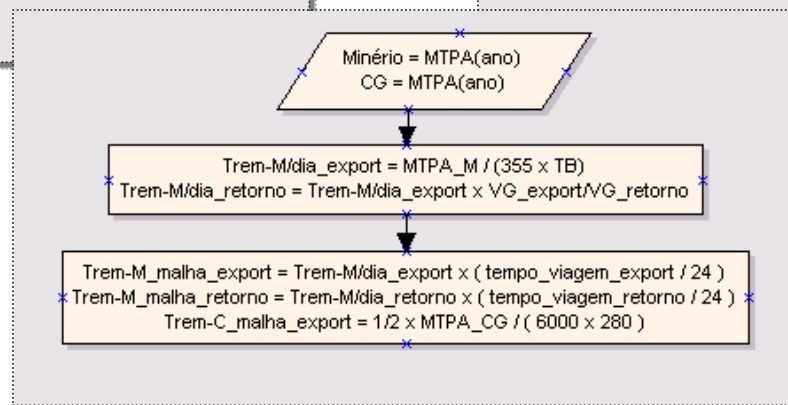 Minério = MTPA(ano)
CG = MTPA(ano)
Trem-M/dia_export = MTPA_M / (355 x TB)
Trem-M/dia_retorno = Trem-M/dia_export x VG_export/VG_retorno
Trem-M_malha_export = Trem-M/dia_export x ( tempo_viagem_export / 24 )
Trem-M_malha_retorno = Trem-M/dia_retorno x ( tempo_viagem_retorno / 24 )
Trem-C_malha_export = 1/2 x MTPA_CG / ( 6000 x 280 )